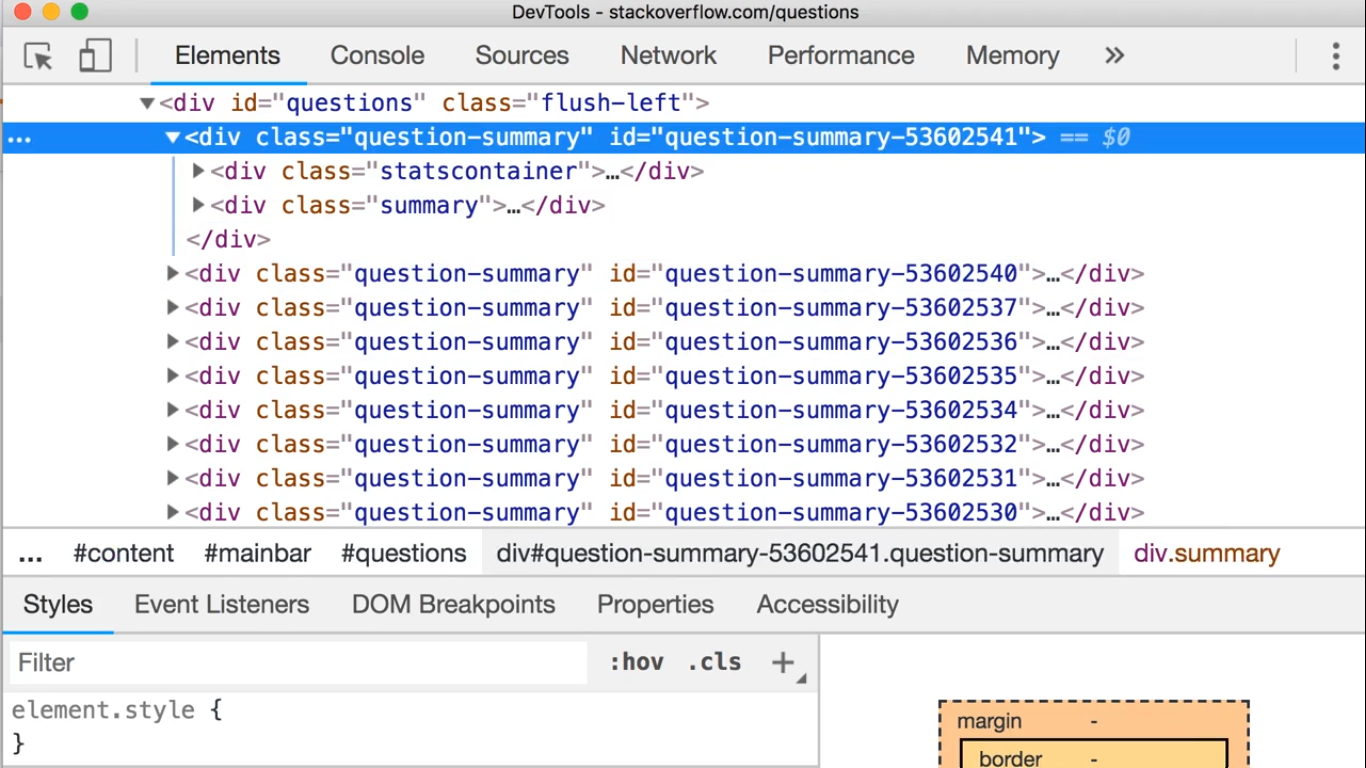 DevTools - stackoverflow.com/questions
Elements Console Sources Network Performance Memory »
▼<div id="questions" class="flush-left">
… ▼<div class="question-summary" id="question-summary-53602541"> == $0
▶<div class="statscontainer">…</div>
▶<div class="summary">…</div>
</div>
▶<div class="question-summary" id="question-summary-53602540">…</div>
▶<div class="question-summary" id="question-summary-53602537">…</div>
▶<div class="question-summary" id="question-summary-53602536">…</div>
▶<div class="question-summary" id="question-summary-53602535">…</div>
▶<div class="question-summary" id="question-summary-53602534">…</div>
▶<div class="question-summary" id="question-summary-53602532">…</div>
▶<div class="question-summary" id="question-summary-53602531">…</div>
▶<div class="question-summary" id="question-summary-53602530">…</div>
... #content #mainbar #questions div#question-summary-53602541.question-summary div.summary
Styles Event Listeners DOM Breakpoints Properties Accessibility
Filter :hov .cls +
element.style {
}
margin -
border -